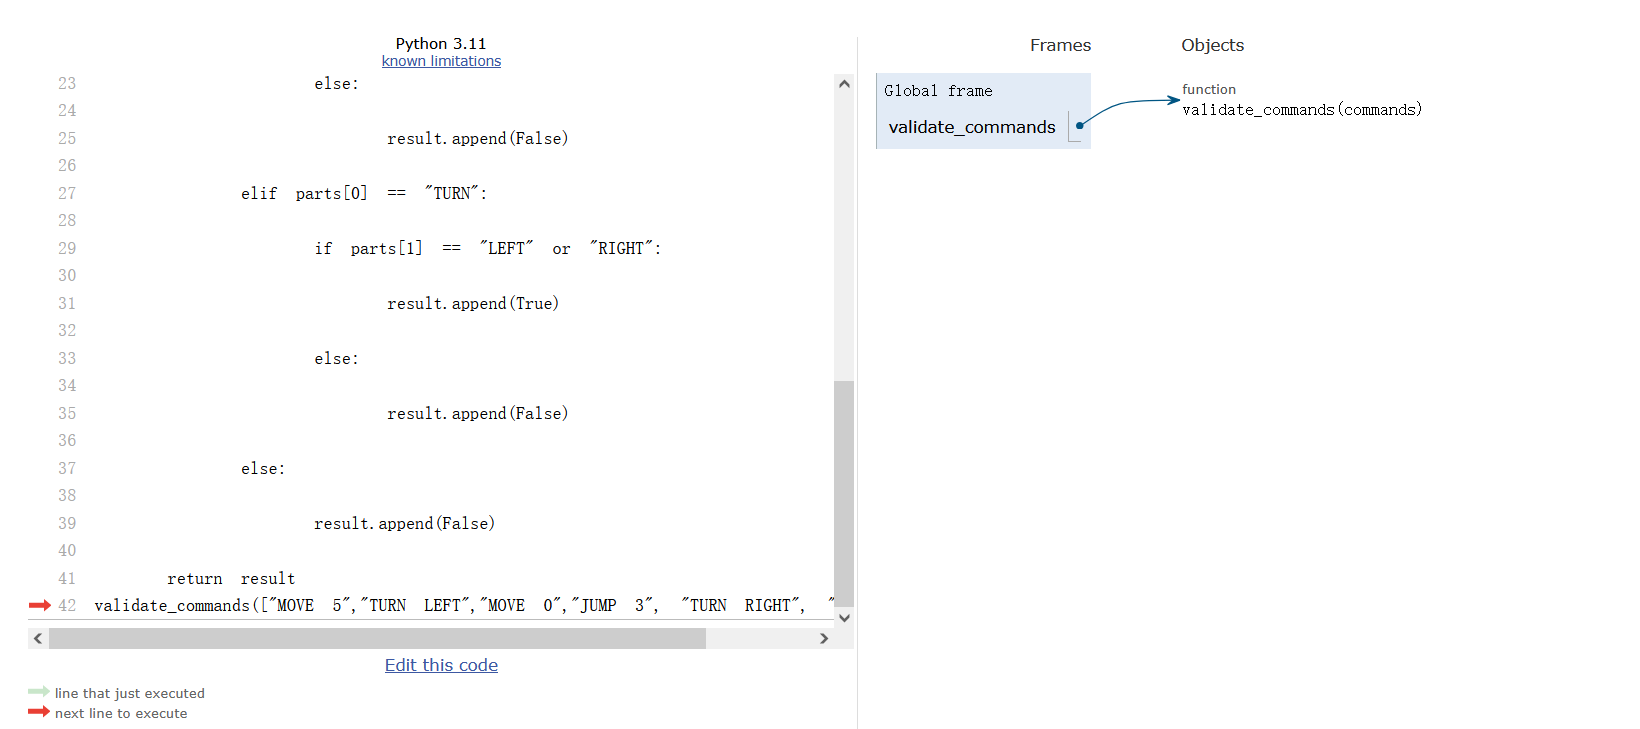 Python 3.11
known limitations
23 else:
24
25 result.append(False)
26
27 elif parts[0] == "TURN":
28
29 if parts[1] == "LEFT" or "RIGHT":
30
31 result.append(True)
32
33 else:
34
35 result.append(False)
36
37 else:
38
39 result.append(False)
40
41 return result
42 validate_commands(["MOVE 5","TURN LEFT","MOVE 0","JUMP 3", "TURN RIGHT", "
Edit this code
line that just executed
next line to execute
Frames Objects
Global frame
validate_commands
function
validate_commands(commands)